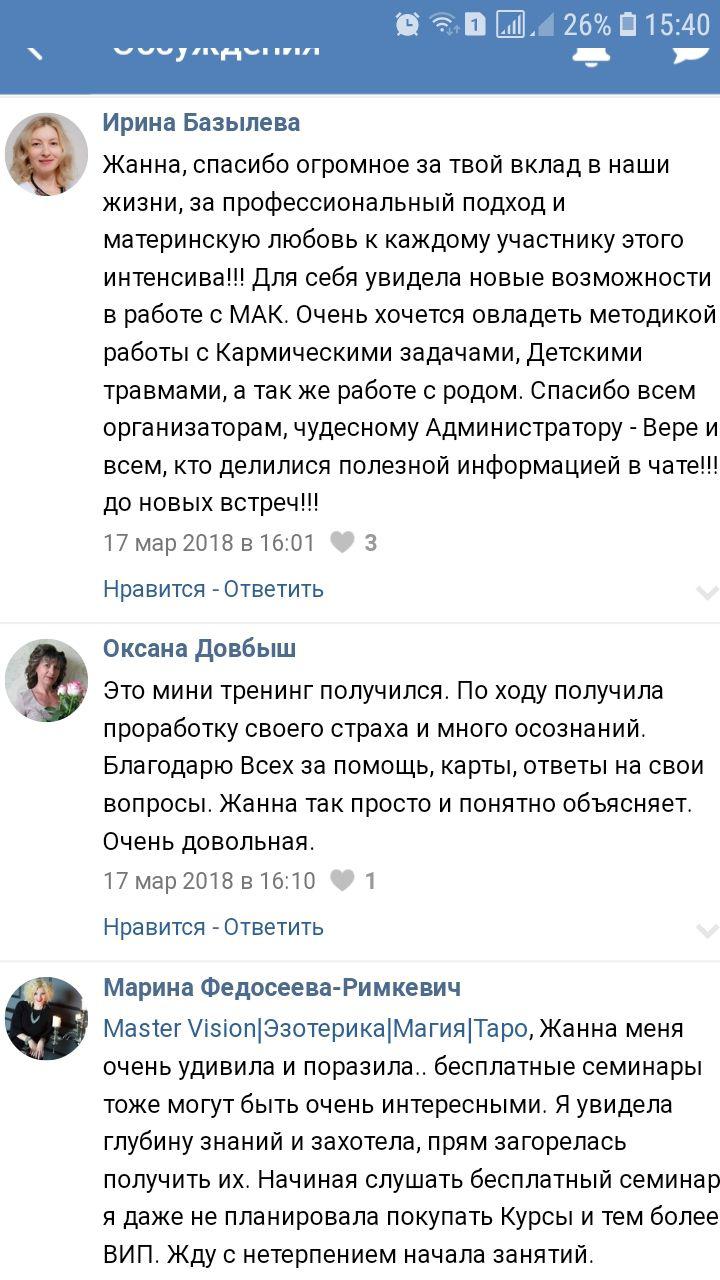 1 26% 15:40
Обсуждения
Ирина Базылева
Жанна, спасибо огромное за твой вклад в наши
жизни, за профессиональный подход и
материнскую любовь к каждому участнику этого
интенсива!!! Для себя увидела новые возможности
в работе с МАК. Очень хочется овладеть методикой
работы с Кармическими задачами, Детскими
травмами, а так же работе с родом. Спасибо всем
организаторам, чудесному Администратору - Вере и
всем, кто делилися полезной информацией в чате!!!
до новых встреч!!!
17 мар 2018 в 16:01 3
Нравится - Ответить
Оксана Довбыш
Это мини тренинг получился. По ходу получила
проработку своего страха и много осознаний.
Благодарю Всех за помощь, карты, ответы на свои
вопросы. Жанна так просто и понятно объясняет.
Очень довольная.
17 мар 2018 в 16:10 1
Нравится - Ответить
Марина Федосеева-Римкевич
Master Vision|Эзотерика|Магия|Таро, Жанна меня
очень удивила и поразила.. бесплатные семинары
тоже могут быть очень интересными. Я увидела
глубину знаний и захотела, прям загорелась
получить их. Начиная слушать бесплатный семинар
я даже не планировала покупать Курсы и тем более
ВИП. Жду с нетерпением начала занятий.